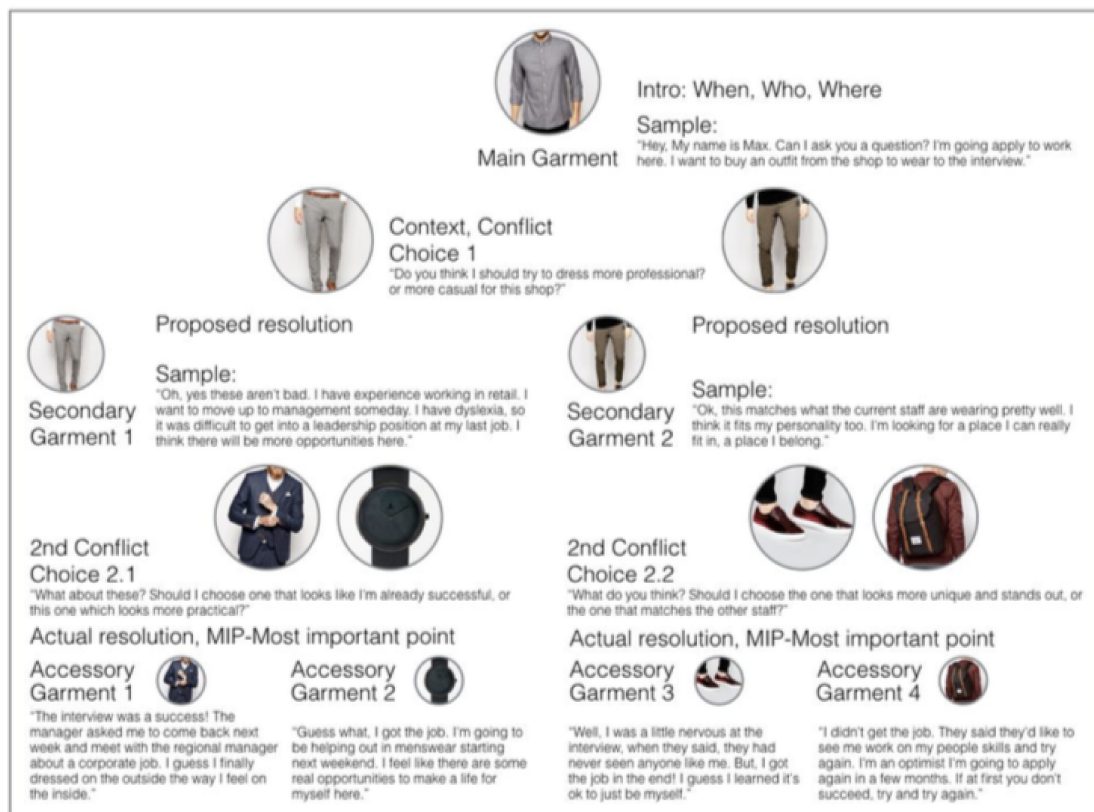 Intro: When, Who, Where
Sample:
"Hey, My name is Max. Can I ask you a question? I'm going apply to work
here. I want to buy an outfit from the shop to wear to the interview."
Main Garment
Context, Conflict
Choice 1
"Do you think I should try to dress more professional?
or more casual for this shop?"
Proposed resolution
Sample:
"Oh, yes these aren't bad. I have experience working in retail. I
want to move up to management someday. I have dyslexia, so
it was difficult to get into a leadership position at my last job. I
think there will be more opportunities here."
Secondary
Garment 1
Proposed resolution
Sample:
"Ok, this matches what the current staff are wearing pretty well. I
think it fits my personality too. I'm looking for a place I can really
fit in, a place I belong."
Secondary
Garment 2
2nd Conflict
Choice 2.1
"What about these? Should I choose one that looks like I'm already successful, or
this one which looks more practical?"
2nd Conflict
Choice 2.2
"What do you think? Should I choose the one that looks more unique and stands out, or
the one that matches the other staff?"
Actual resolution, MIP-Most important point
Accessory
Garment 1
"The interview was a success! The
manager asked me to come back next
week and meet with the regional manager
about a corporate job. I guess I finally
dressed on the outside the way I feel on
the inside."
Accessory
Garment 2
"Guess what, I got the job. I'm going to
be helping out in menswear starting
next weekend. I feel like there are some
real opportunities to make a life for
myself here."
Actual resolution, MIP-Most important point
Accessory
Garment 3
"Well, I was a little nervous at the
interview, when they said, they had
never seen anyone like me. But, I got
the job in the end! I guess I learned it's
ok to just be myself."
Accessory
Garment 4
"I didn't get the job. They said they'd like to
see me work on my people skills and try
again. I'm an optimist I'm going to apply
again in a few months. If at first you don't
succeed, try and try again."